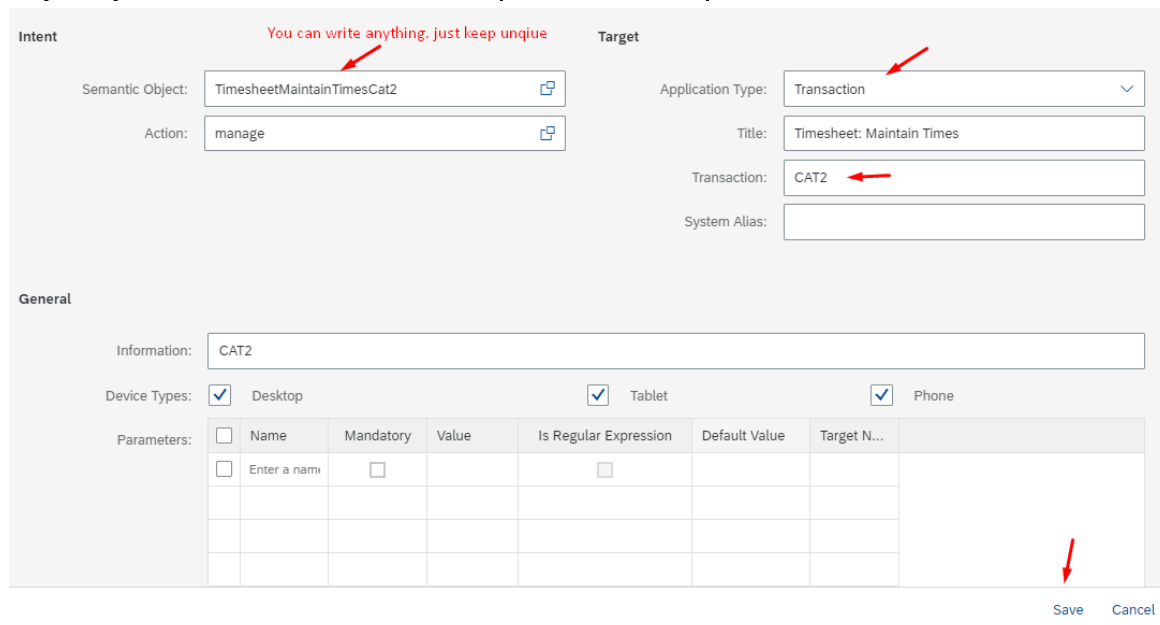 Intent
You can write anything. just keep unqiue
Target
Semantic Object: TimesheetMaintainTimesCat2
Application Type: Transaction
Action: manage
Title: Timesheet: Maintain Times
Transaction: CAT2
System Alias:
General
Information: CAT2
Device Types: Desktop Tablet Phone
Parameters: Name Mandatory Value Is Regular Expression Default Value Target N...
Enter a name
Save Cancel